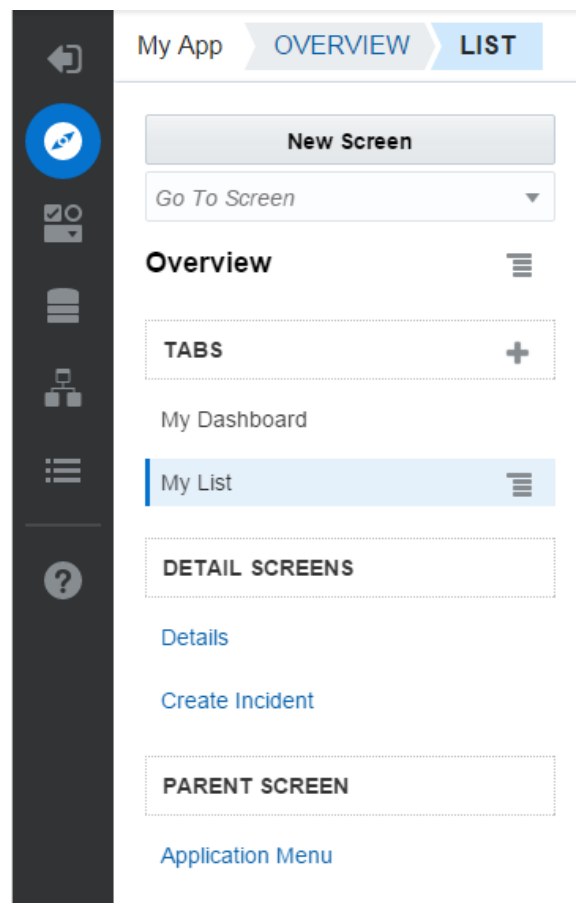 My App OVERVIEW LIST
New Screen
Go To Screen
Overview
TABS
My Dashboard
My List
DETAIL SCREENS
Details
Create Incident
PARENT SCREEN
Application Menu
?